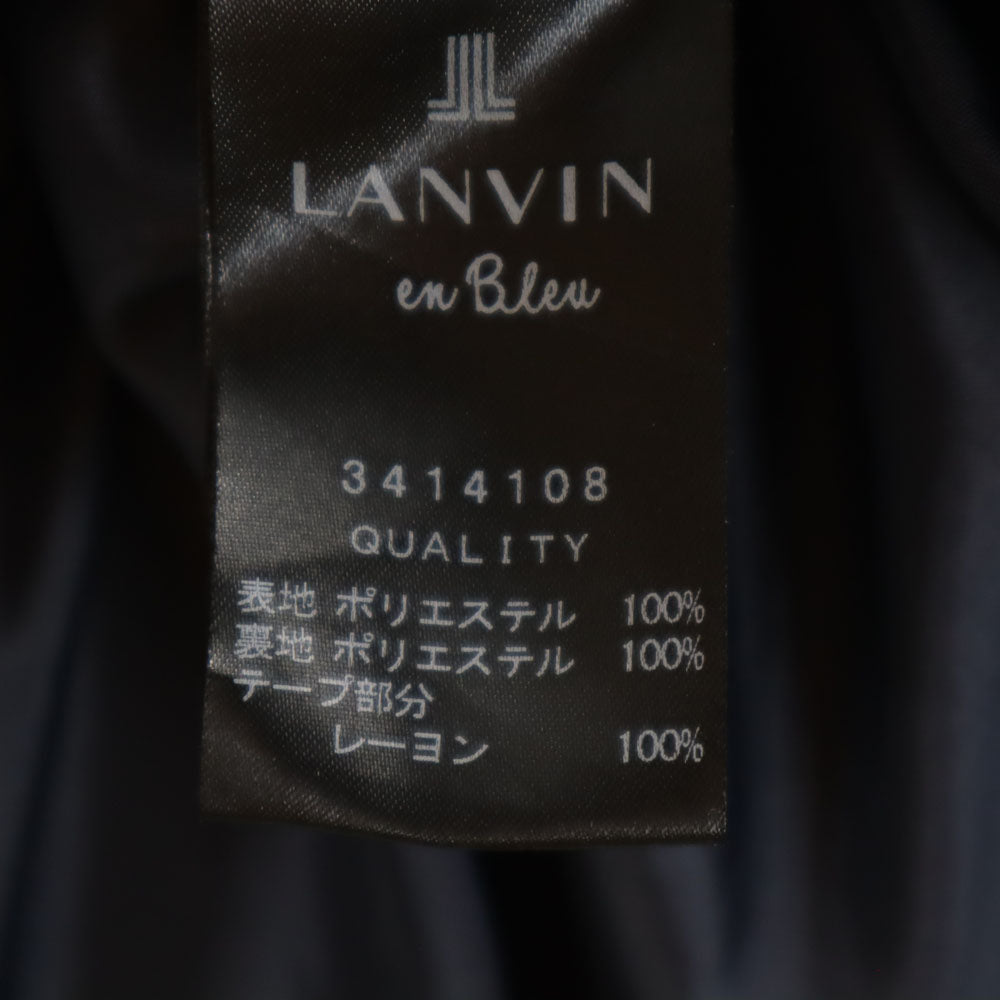 LANVIN
en Bleu
3414108
QUALITY
表地 ポリエステル 100%
裏地 ポリエステル 100%
テープ部分
レーヨン 100%